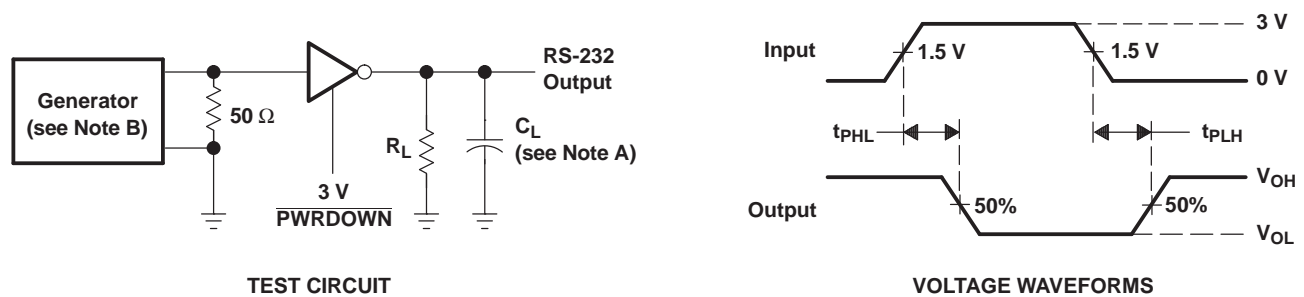 Generator
(see Note B)
50 Ω
3 V
PWRDOWN
R_L
C_L
(see Note A)
RS-232
Output
TEST CIRCUIT
Input
1.5 V
1.5 V
3 V
0 V
t_PHL
t_PLH
Output
50%
50%
V_OH
V_OL
VOLTAGE WAVEFORMS